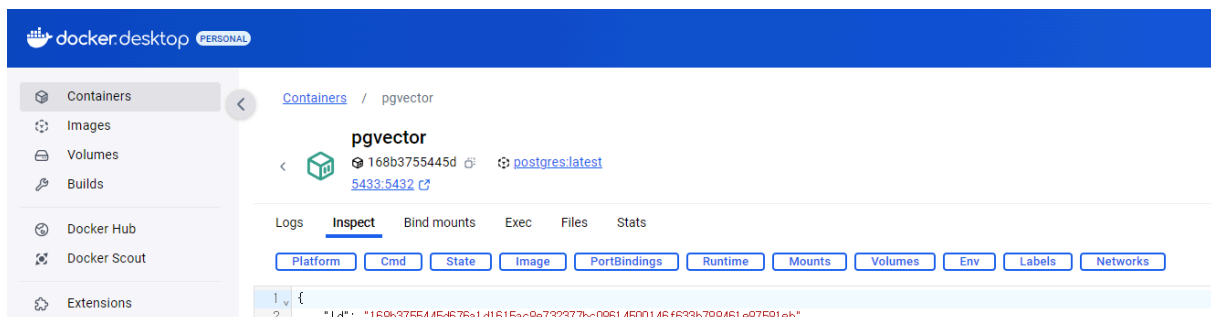 docker.desktop PERSONAL
Containers
Images
Volumes
Builds
Docker Hub
Docker Scout
Extensions
Containers / pgvector
pgvector
168b3755445d postgres:latest
5433:5432
Logs Inspect Bind mounts Exec Files Stats
Platform Cmd State Image PortBindings Runtime Mounts Volumes Env Labels Networks
1 {
2 "Id":